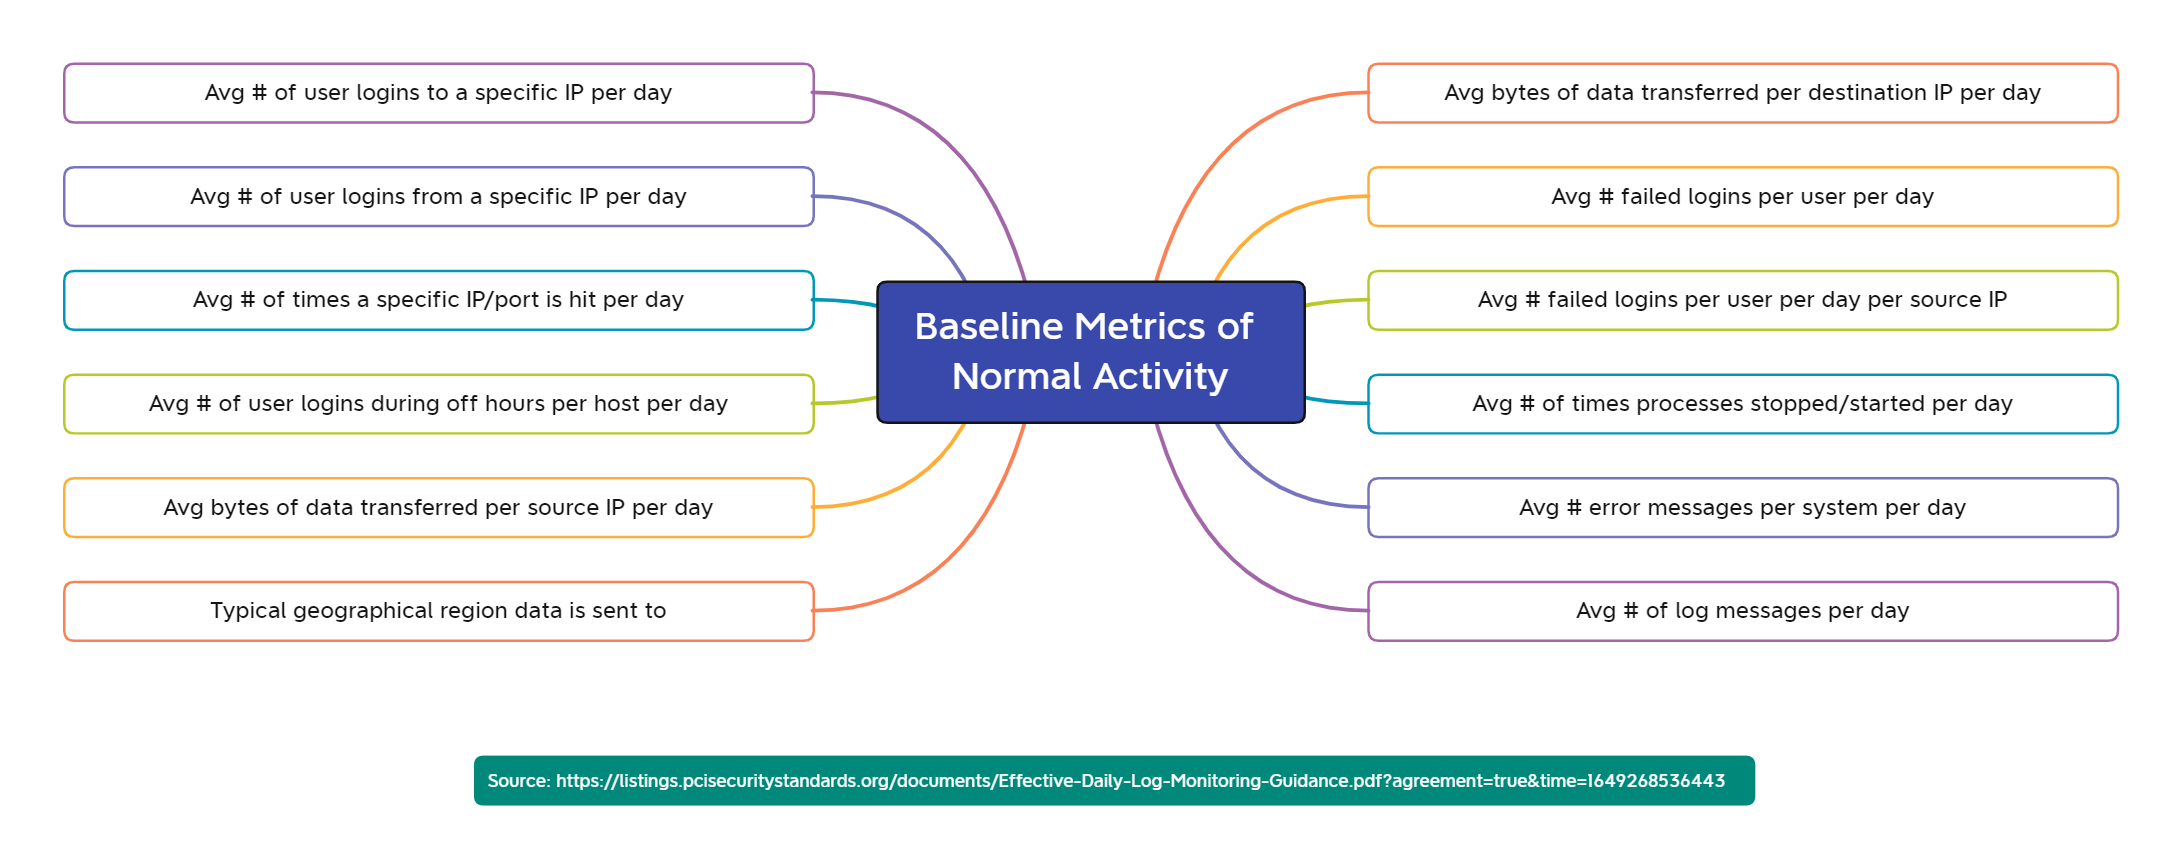 Avg # of user logins to a specific IP per day
Avg # of user logins from a specific IP per day
Avg # of times a specific IP/port is hit per day
Avg # of user logins during off hours per host per day
Avg bytes of data transferred per source IP per day
Typical geographical region data is sent to
Baseline Metrics of
Normal Activity
Avg bytes of data transferred per destination IP per day
Avg # failed logins per user per day
Avg # failed logins per user per day per source IP
Avg # of times processes stopped/started per day
Avg # error messages per system per day
Avg # of log messages per day
Source: https://listings.pcisecuritystandards.org/documents/Effective-Daily-Log-Monitoring-Guidance.pdf?agreement=true&time=1649268536443